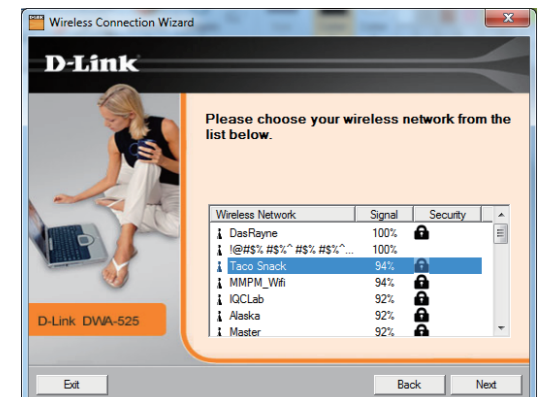 Wireless Connection Wizard
D-Link
Please choose your wireless network from the
list below.
Wireless Network Signal Security
DasRayne 100%
!@#$% #$%^ #$% #$%^... 100%
Taco Snack 94%
MMPM_Wifi 94%
IQCLab 92%
Alaska 92%
Master 92%
D-Link DWA-525
Exit Back Next